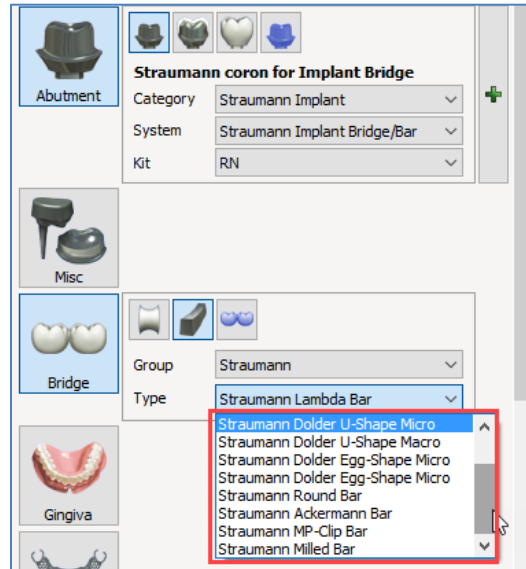 Straumann coron for Implant Bridge
Abutment
Category Straumann Implant
System Straumann Implant Bridge/Bar
Kit RN
Misc
Bridge
Group Straumann
Type Straumann Lambda Bar
Straumann Dolder U-Shape Micro
Straumann Dolder U-Shape Macro
Straumann Dolder Egg-Shape Micro
Straumann Dolder Egg-Shape Micro
Straumann Round Bar
Straumann Ackermann Bar
Straumann MP-Clip Bar
Straumann Milled Bar
Gingiva